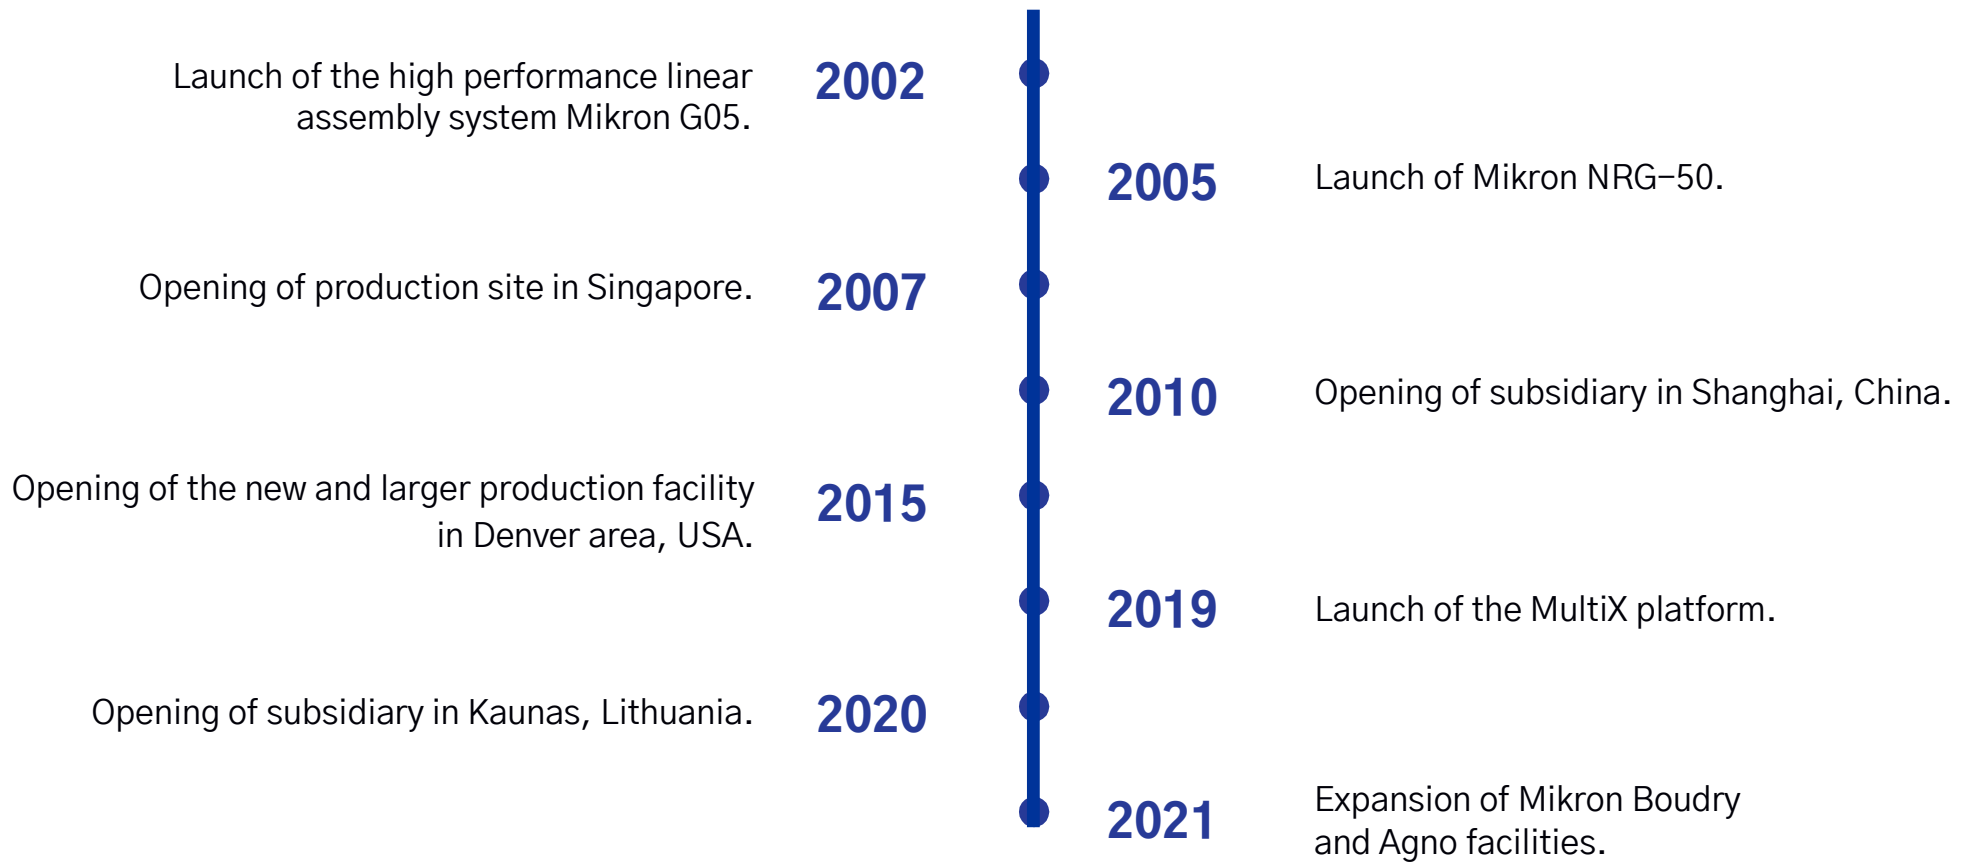 Launch of the high performance linear
assembly system Mikron G05.
2002
2005
Launch of Mikron NRG-50.
Opening of production site in Singapore.
2007
2010
Opening of subsidiary in Shanghai, China.
Opening of the new and larger production facility
in Denver area, USA.
2015
2019
Launch of the MultiX platform.
Opening of subsidiary in Kaunas, Lithuania.
2020
2021
Expansion of Mikron Boudry
and Agno facilities.